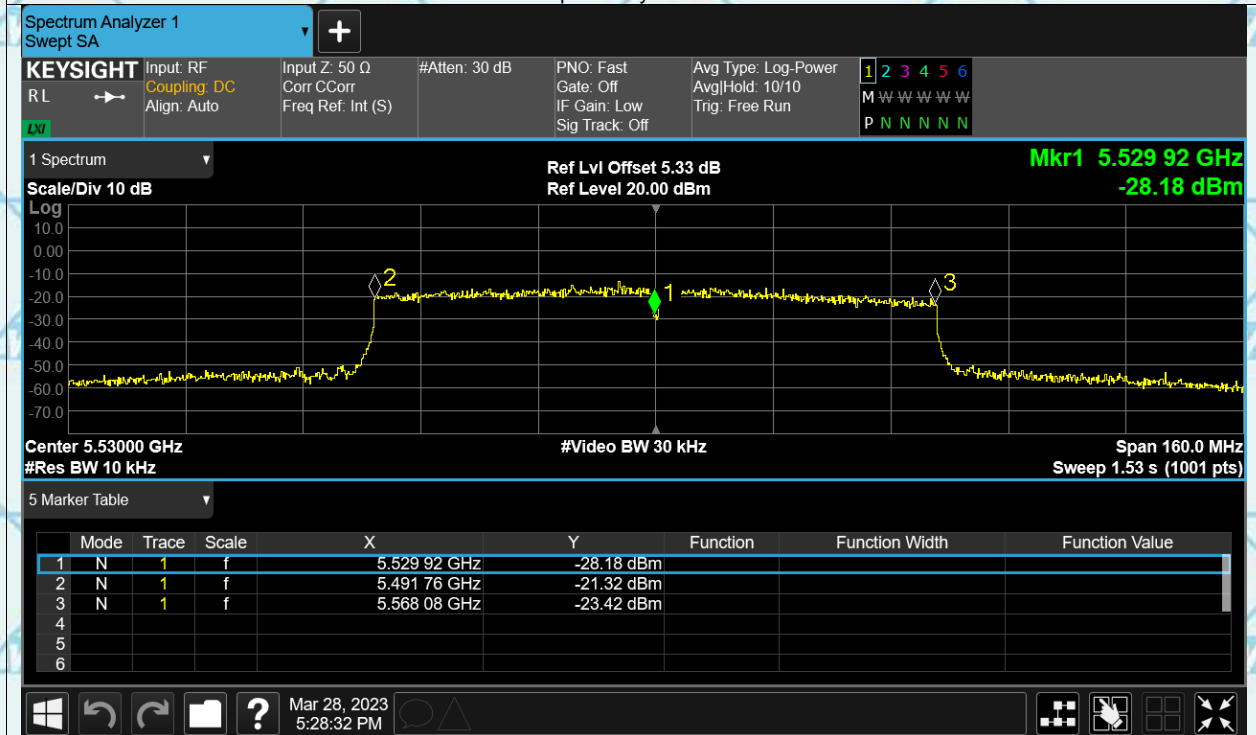 Spectrum Analyzer 1
Swept SA
+
KEYSIGHT Input: RF Input Z: 50 Ω #Atten: 30 dB PNO: Fast Avg Type: Log-Power 1 2 3 4 5 6
RL Coupling: DC Corr CCorr Gate: Off Avg|Hold: 10/10 M W W W W W W
Align: Auto Freq Ref: Int (S) IF Gain: Low Trig: Free Run
LXI Sig Track: Off P N N N N N N
1 Spectrum Ref Lvl Offset 5.33 dB Mkr1 5.529 92 GHz
Scale/Div 10 dB Ref Level 20.00 dBm -28.18 dBm
Log
10.0
0.00
-10.0
-20.0
-30.0
-40.0
-50.0
-60.0
-70.0
2
1
3
Center 5.53000 GHz #Video BW 30 kHz Span 160.0 MHz
#Res BW 10 kHz Sweep 1.53 s (1001 pts)
5 Marker Table
Mode Trace Scale X Y Function Function Width Function Value
1 N 1 f 5.529 92 GHz -28.18 dBm
2 N 1 f 5.491 76 GHz -21.32 dBm
3 N 1 f 5.568 08 GHz -23.42 dBm
4
5
6
? Mar 28, 2023
5:28:32 PM